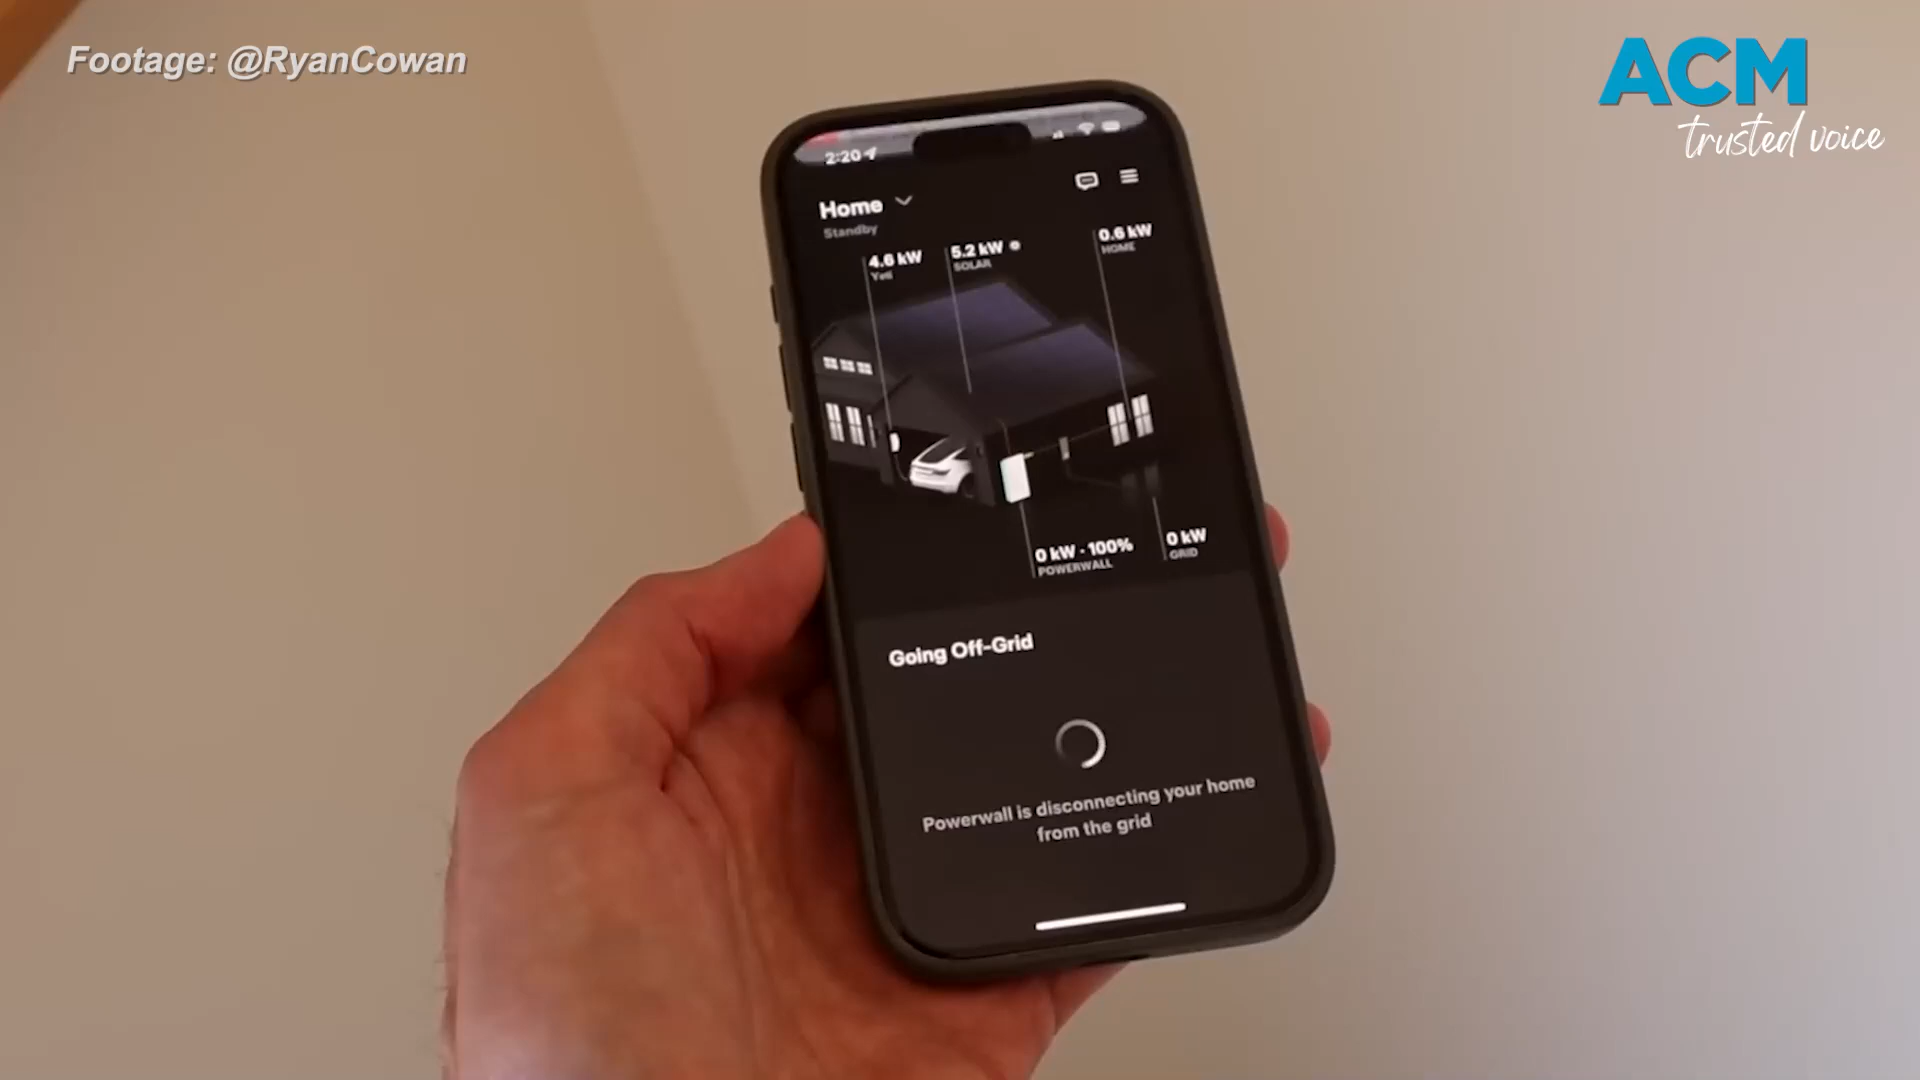 Footage: @RyanCowan
ACM
trusted voice
2:20
Home
Standby
4.6 kW
Yeti
5.2 kW
SOLAR
0.6 kW
HOME
0 kW · 100%
POWERWALL
0 kW
GRID
Going Off-Grid
Powerwall is disconnecting your home
from the grid